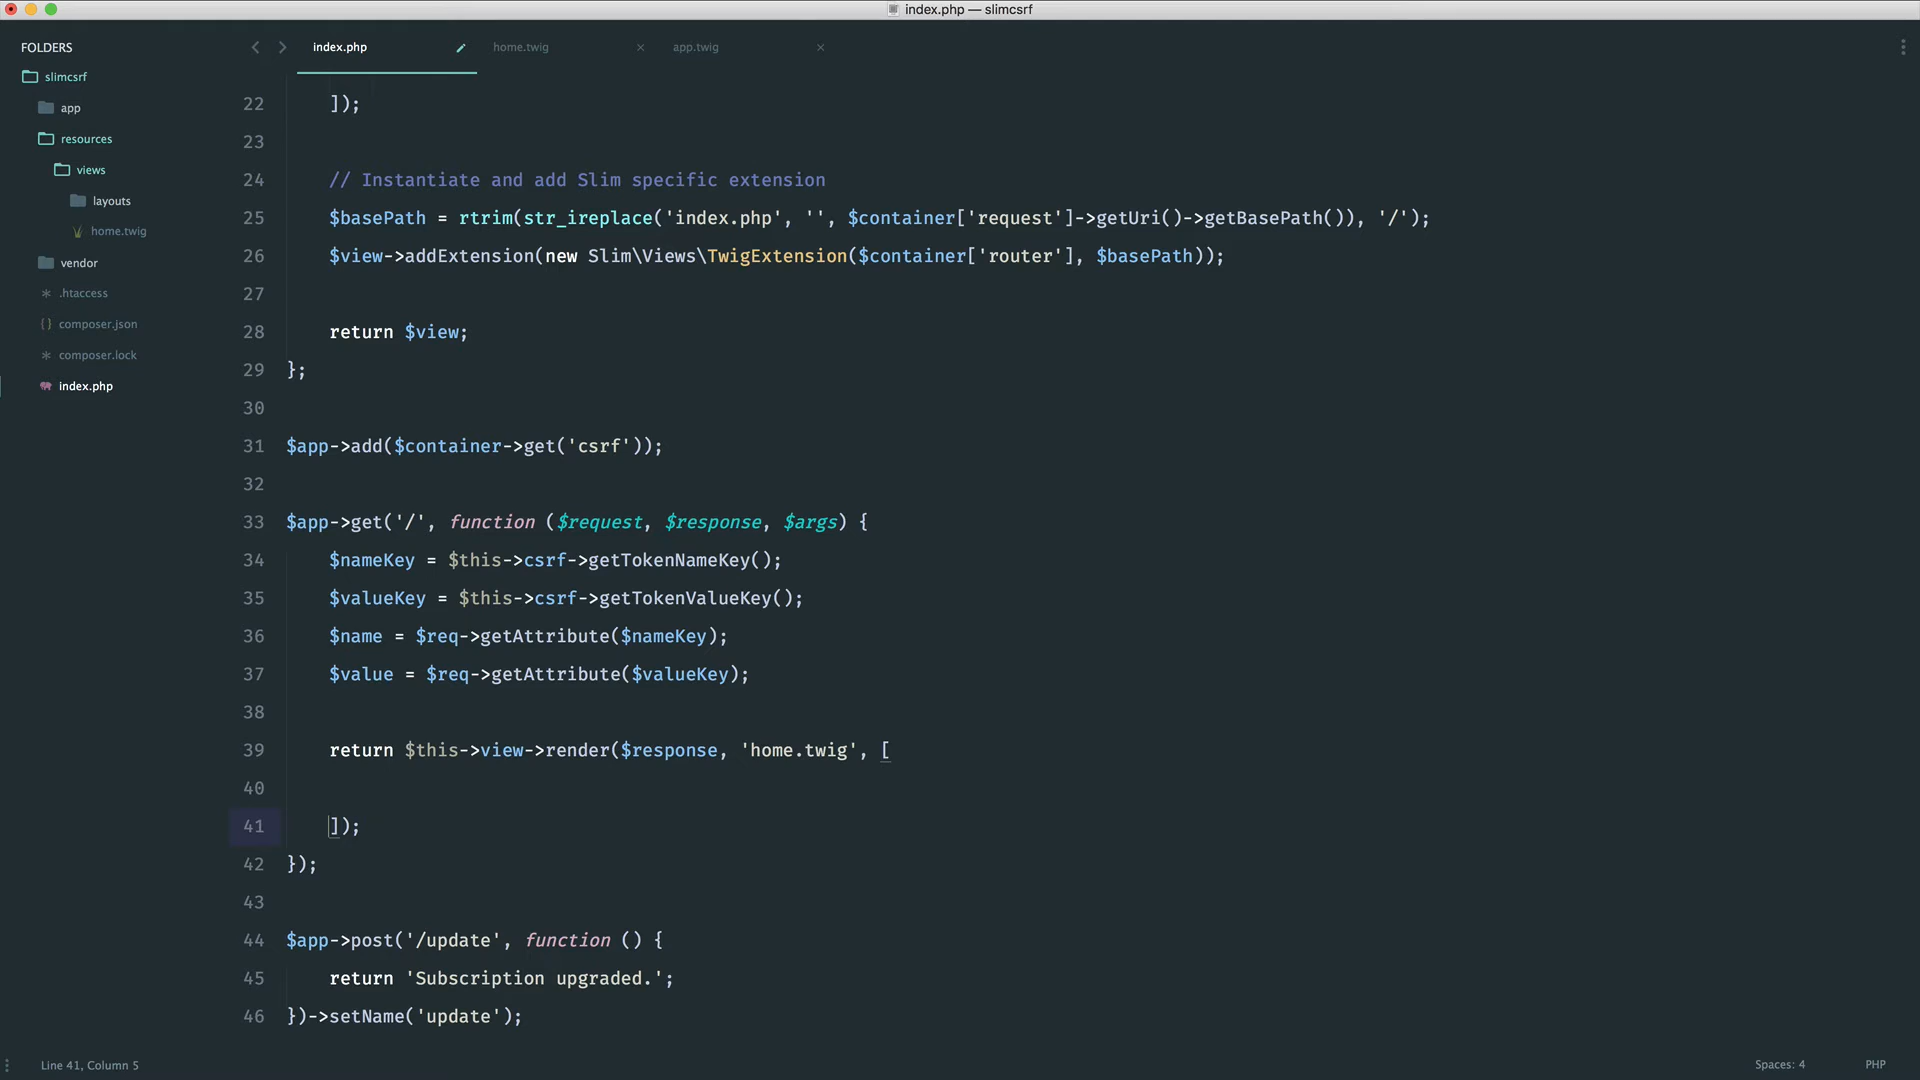 index.php — slimcsrf
FOLDERS
slimcsrf
app
resources
views
layouts
home.twig
vendor
.htaccess
composer.json
composer.lock
index.php
index.php
home.twig
app.twig
22 ]);
23
24 // Instantiate and add Slim specific extension
25 $basePath = rtrim(str_ireplace('index.php', '', $container['request']->getUri()->getBasePath()), '/');
26 $view->addExtension(new Slim\Views\TwigExtension($container['router'], $basePath));
27
28 return $view;
29 };
30
31 $app->add($container->get('csrf'));
32
33 $app->get('/', function ($request, $response, $args) {
34 $nameKey = $this->csrf->getTokenNameKey();
35 $valueKey = $this->csrf->getTokenValueKey();
36 $name = $req->getAttribute($nameKey);
37 $value = $req->getAttribute($valueKey);
38
39 return $this->view->render($response, 'home.twig', [
40
41 ]);
42 });
43
44 $app->post('/update', function () {
45 return 'Subscription upgraded.';
46 })->setName('update');
Line 41, Column 5
Spaces: 4
PHP